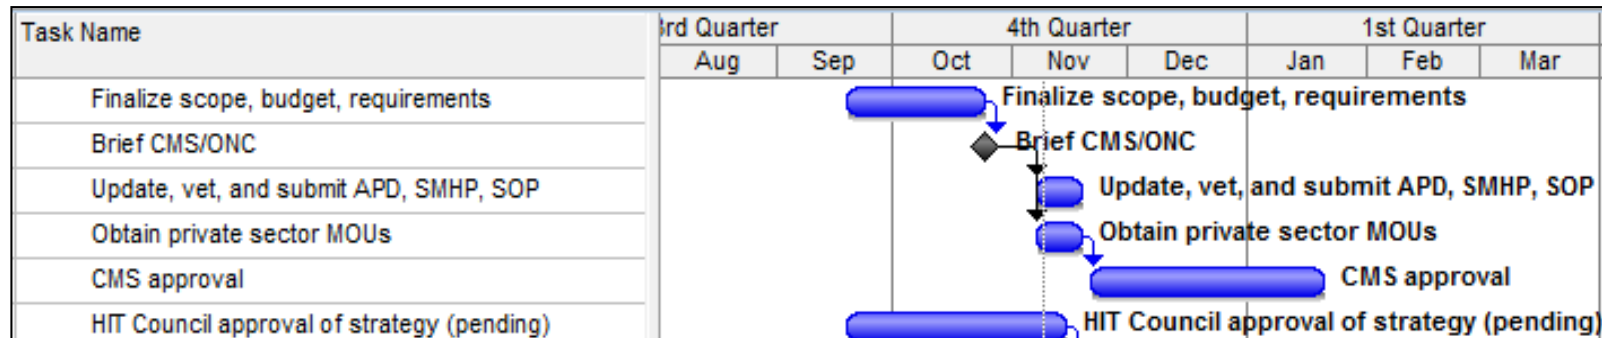 Task Name
3rd Quarter 4th Quarter 1st Quarter
Aug Sep Oct Nov Dec Jan Feb Mar
Finalize scope, budget, requirements Finalize scope, budget, requirements
Brief CMS/ONC Brief CMS/ONC
Update, vet, and submit APD, SMHP, SOP Update, vet, and submit APD, SMHP, SOP
Obtain private sector MOUs Obtain private sector MOUs
CMS approval CMS approval
HIT Council approval of strategy (pending) HIT Council approval of strategy (pending)